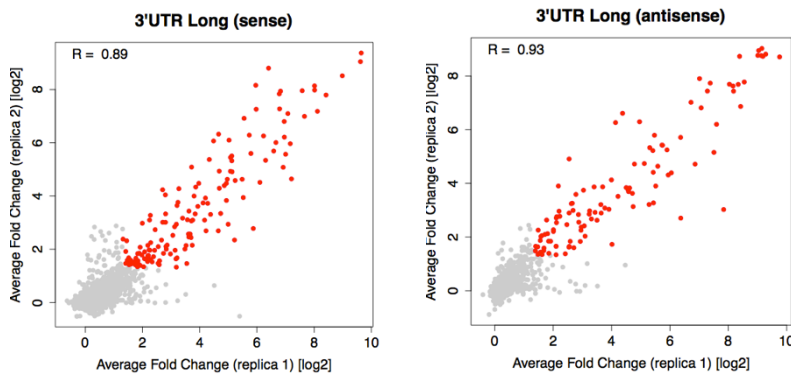 3'UTR Long (sense)
R = 0.89
Average Fold Change (replica 2) [log2]
8
6
4
2
0
0 2 4 6 8 10
Average Fold Change (replica 1) [log2]
3'UTR Long (antisense)
R = 0.93
Average Fold Change (replica 2) [log2]
8
6
4
2
0
0 2 4 6 8 10
Average Fold Change (replica 1) [log2]